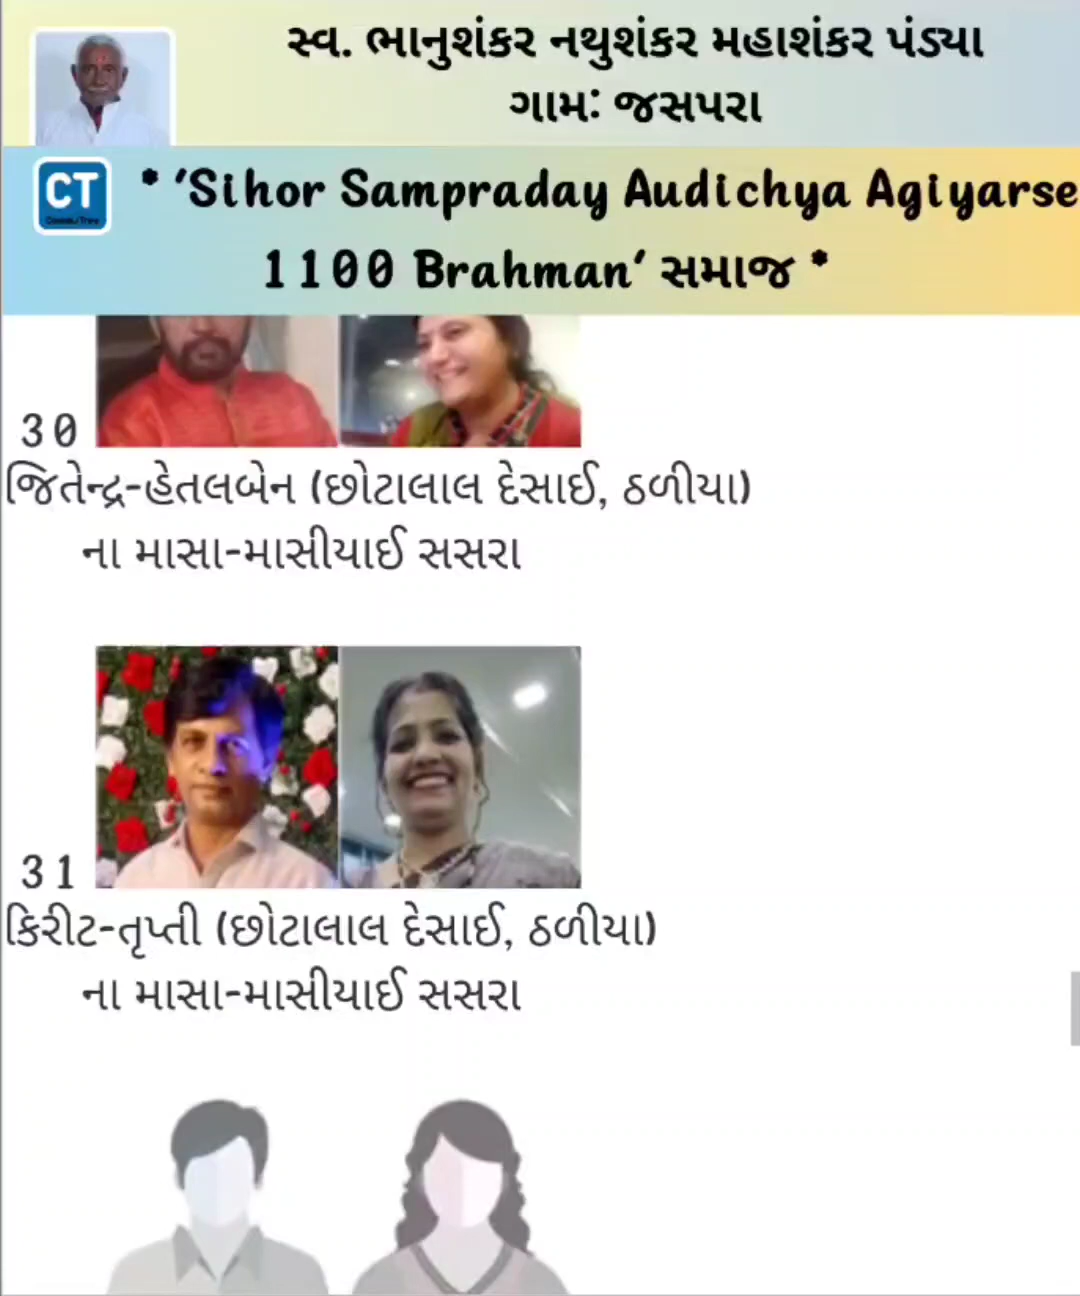 સ્વ. ભાનુશંકર નથુશંકર મહાશંકર પંડ્યા
ગામઃ જસપરા
CT
* ‘Sihor Sampraday Audichya Agiyarse
1100 Brahman‘ સમાજ *
30
જિતેન્દ્ર-હેતલબેન (છોટાલાલ દેસાઈ, ઠળીયા)
ના માસા-માસીયાઈ સસરા
31
કિરીટ-તૃપ્તી (છોટાલાલ દેસાઈ, ઠળીયા)
ના માસા-માસીયાઈ સસરા